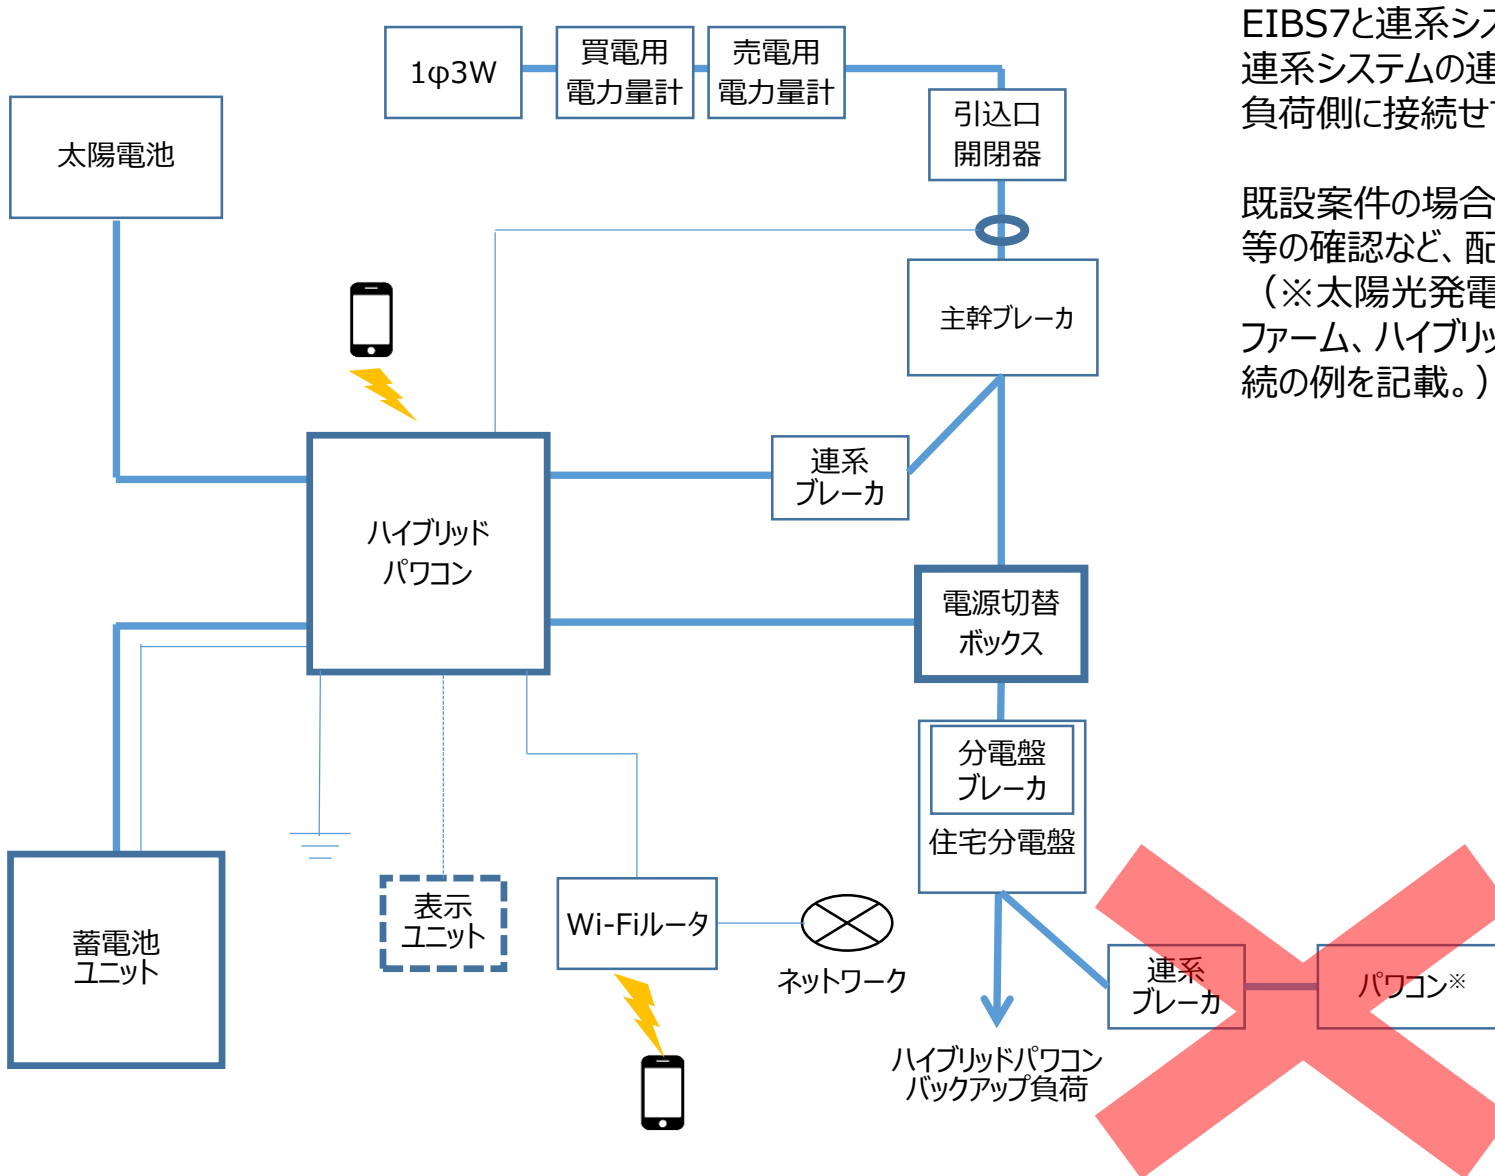 EIBS7と連系シス
連系システムの連
負荷側に接続せず
既設案件の場合
等の確認など、配
（※太陽光発電
ファーム、ハイブリッ
続の例を記載。）
1φ3W
買電用
電力量計
売電用
電力量計
引込口
開閉器
太陽電池
主幹ブレーカ
連系
ブレーカ
ハイブリッド
パワコン
電源切替
ボックス
分電盤
ブレーカ
住宅分電盤
蓄電池
ユニット
表示
ユニット
Wi-Fiルータ
ネットワーク
連系
ブレーカ
パワコン※
ハイブリッドパワコン
バックアップ負荷